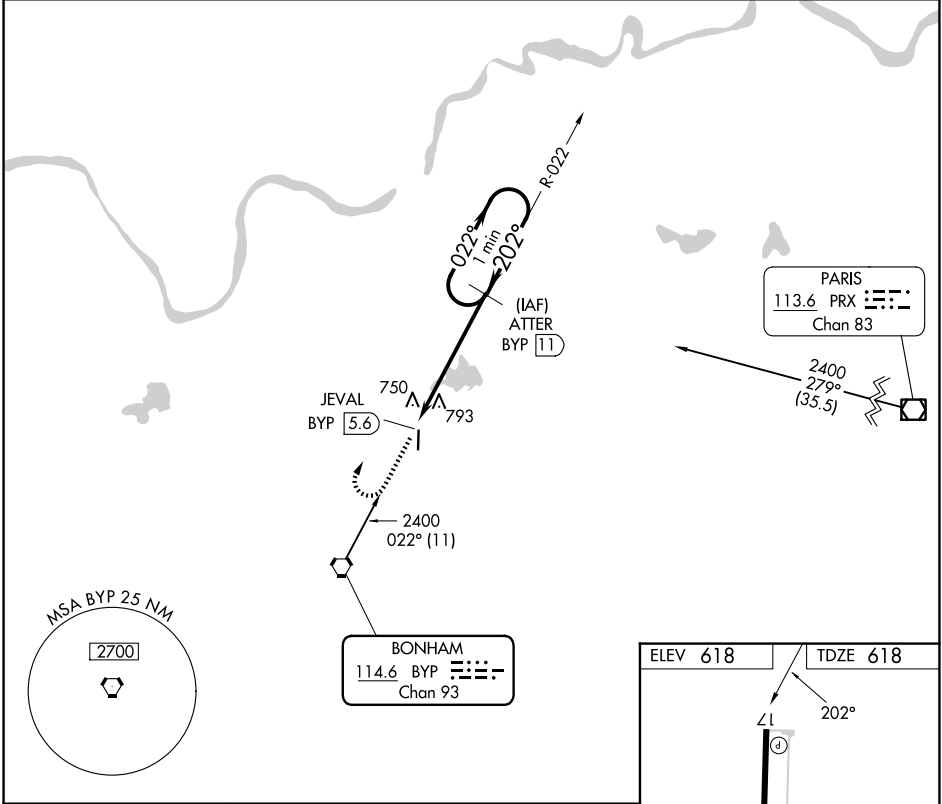 R-022
022°
1 min
202°
(IAF)
ATTER
BYP 11
PARIS
113.6 PRX
Chan 83
2400
279°
(35.5)
750
793
JEVAL
BYP 5.6
2400
022° (11)
MSA BYP 25 NM
2700
BONHAM
114.6 BYP
Chan 93
ELEV 618
TDZE 618
202°
17
P